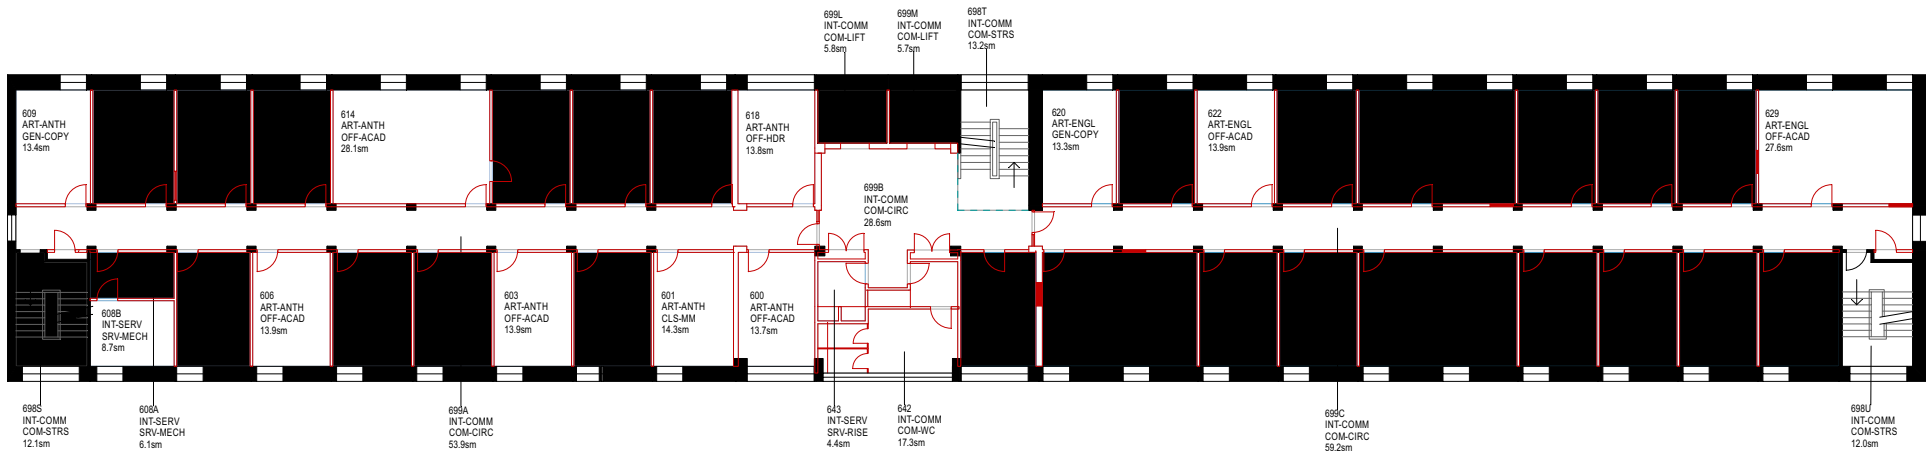 699L
INT-COMM
COM-LIFT
5.8sm
699M
INT-COMM
COM-LIFT
5.7sm
698T
INT-COMM
COM-STRS
13.2sm
609
ART-ANTH
GEN-COPY
13.4sm
614
ART-ANTH
OFF-ACAD
28.1sm
618
ART-ANTH
OFF-HDR
13.8sm
620
ART-ENGL
GEN-COPY
13.3sm
622
ART-ENGL
OFF-ACAD
13.9sm
629
ART-ENGL
OFF-ACAD
27.6sm
699B
INT-COMM
COM-CIRC
28.6sm
608B
INT-SERV
SRV-MECH
8.7sm
606
ART-ANTH
OFF-ACAD
13.9sm
603
ART-ANTH
OFF-ACAD
13.9sm
601
ART-ANTH
CLS-MM
14.3sm
600
ART-ANTH
OFF-ACAD
13.7sm
698S
INT-COMM
COM-STRS
12.1sm
608A
INT-SERV
SRV-MECH
6.1sm
699A
INT-COMM
COM-CIRC
53.9sm
643
INT-SERV
SRV-RISE
4.4sm
642
INT-COMM
COM-WC
17.3sm
699C
INT-COMM
COM-CIRC
59.2sm
698U
INT-COMM
COM-STRS
12.0sm